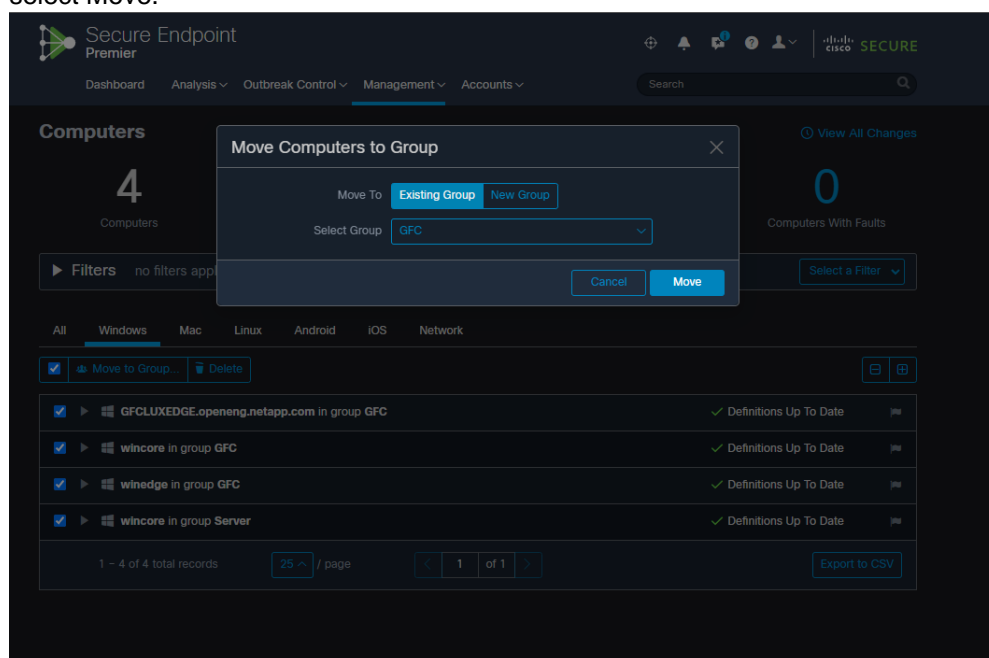 select Move.
Secure Endpoint
Premier
cisco SECURE
Dashboard Analysis Outbreak Control Management Accounts
Search
Computers
View All Changes
Move Computers to Group
4
Computers
0
Computers With Faults
Move To Existing Group New Group
Select Group GFC
Cancel Move
Filters no filters appl
Select a Filter
All Windows Mac Linux Android iOS Network
Move to Group... Delete
GFCLUXEDGE.openeng.netapp.com in group GFC Definitions Up To Date
wincore in group GFC Definitions Up To Date
winedge in group GFC Definitions Up To Date
wincore in group Server Definitions Up To Date
1 – 4 of 4 total records 25 / page 1 of 1 Export to CSV